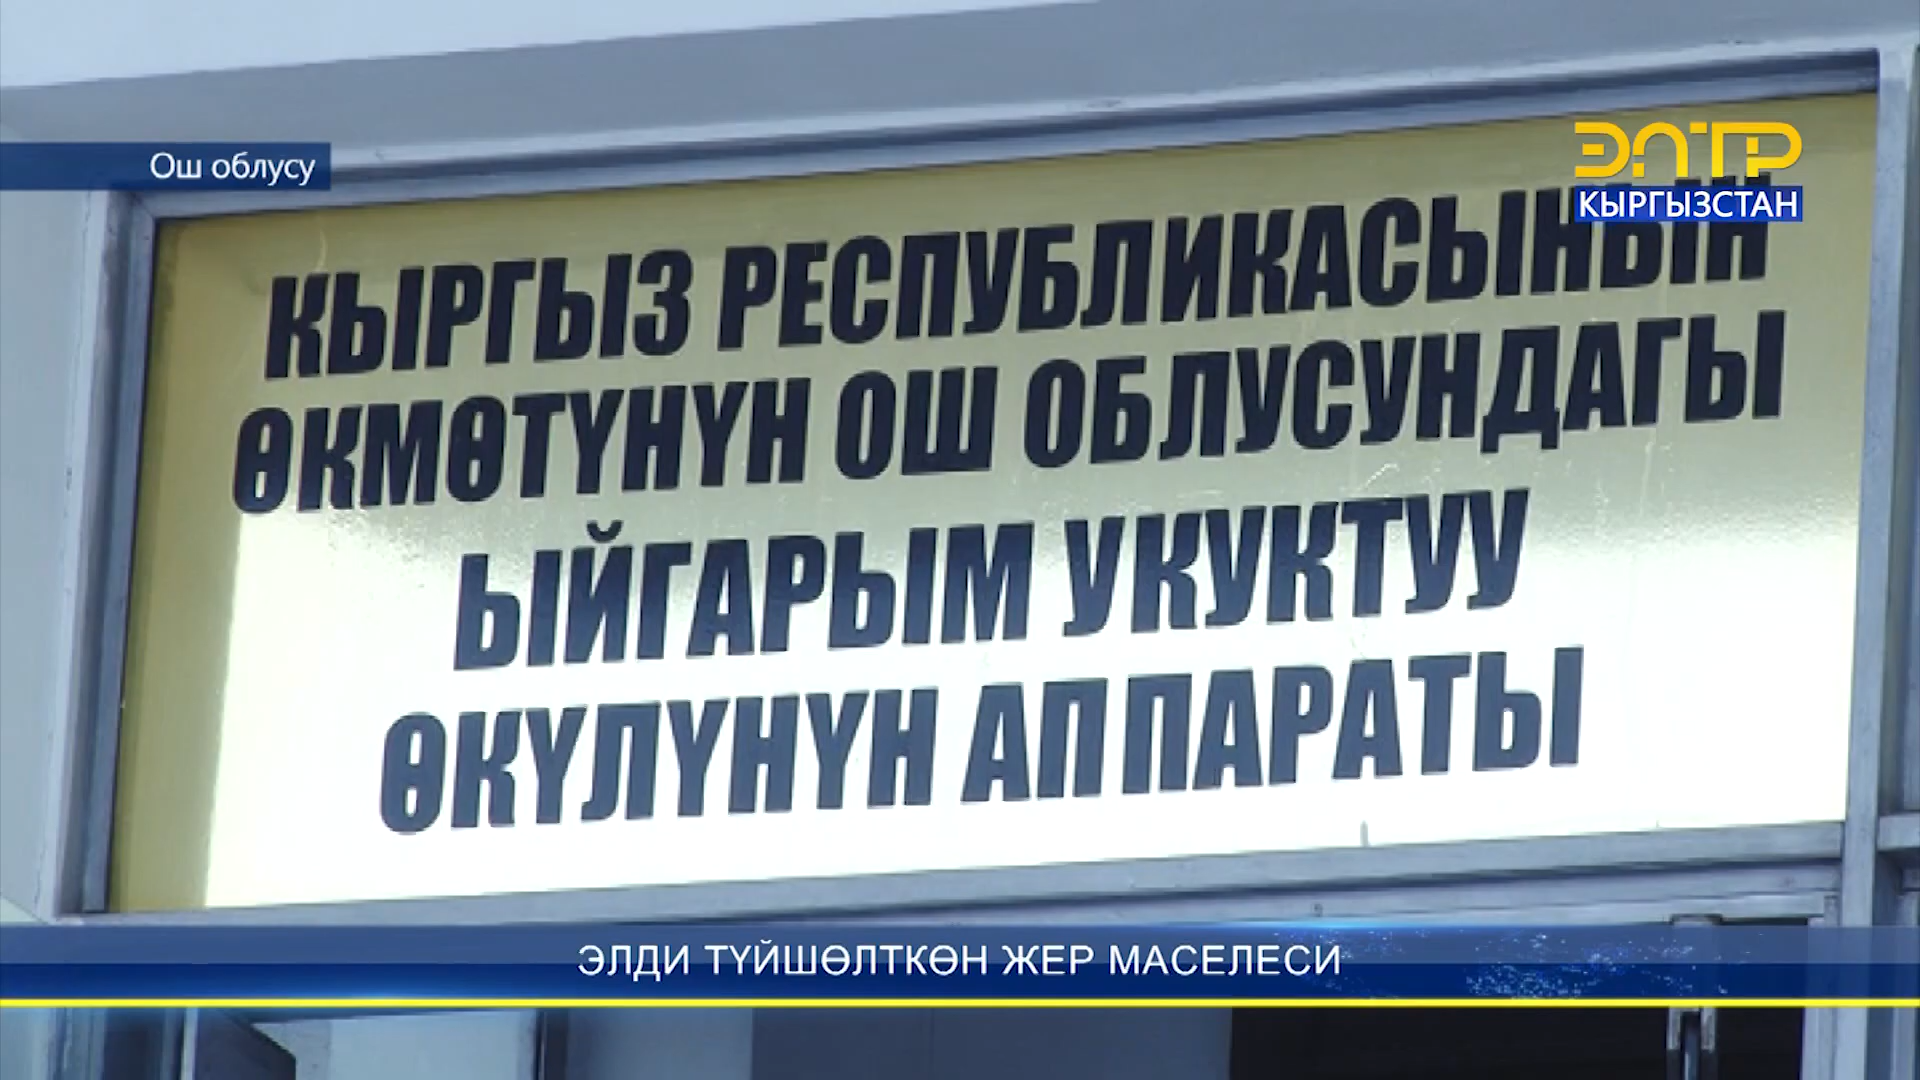 Ош облусу
ЭЛТР
КЫРГЫЗСТАН
КЫРГЫЗ РЕСПУБЛИКАСЫНЫН
ӨКМӨТҮНҮН ОШ ОБЛУСУНДАГЫ
ЫЙГАРЫМ УКУКТУУ
ӨКҮЛҮНҮН АППАРАТЫ
ЭЛДИ ТҮЙШӨЛТКӨН ЖЕР МАСЕЛЕСИ